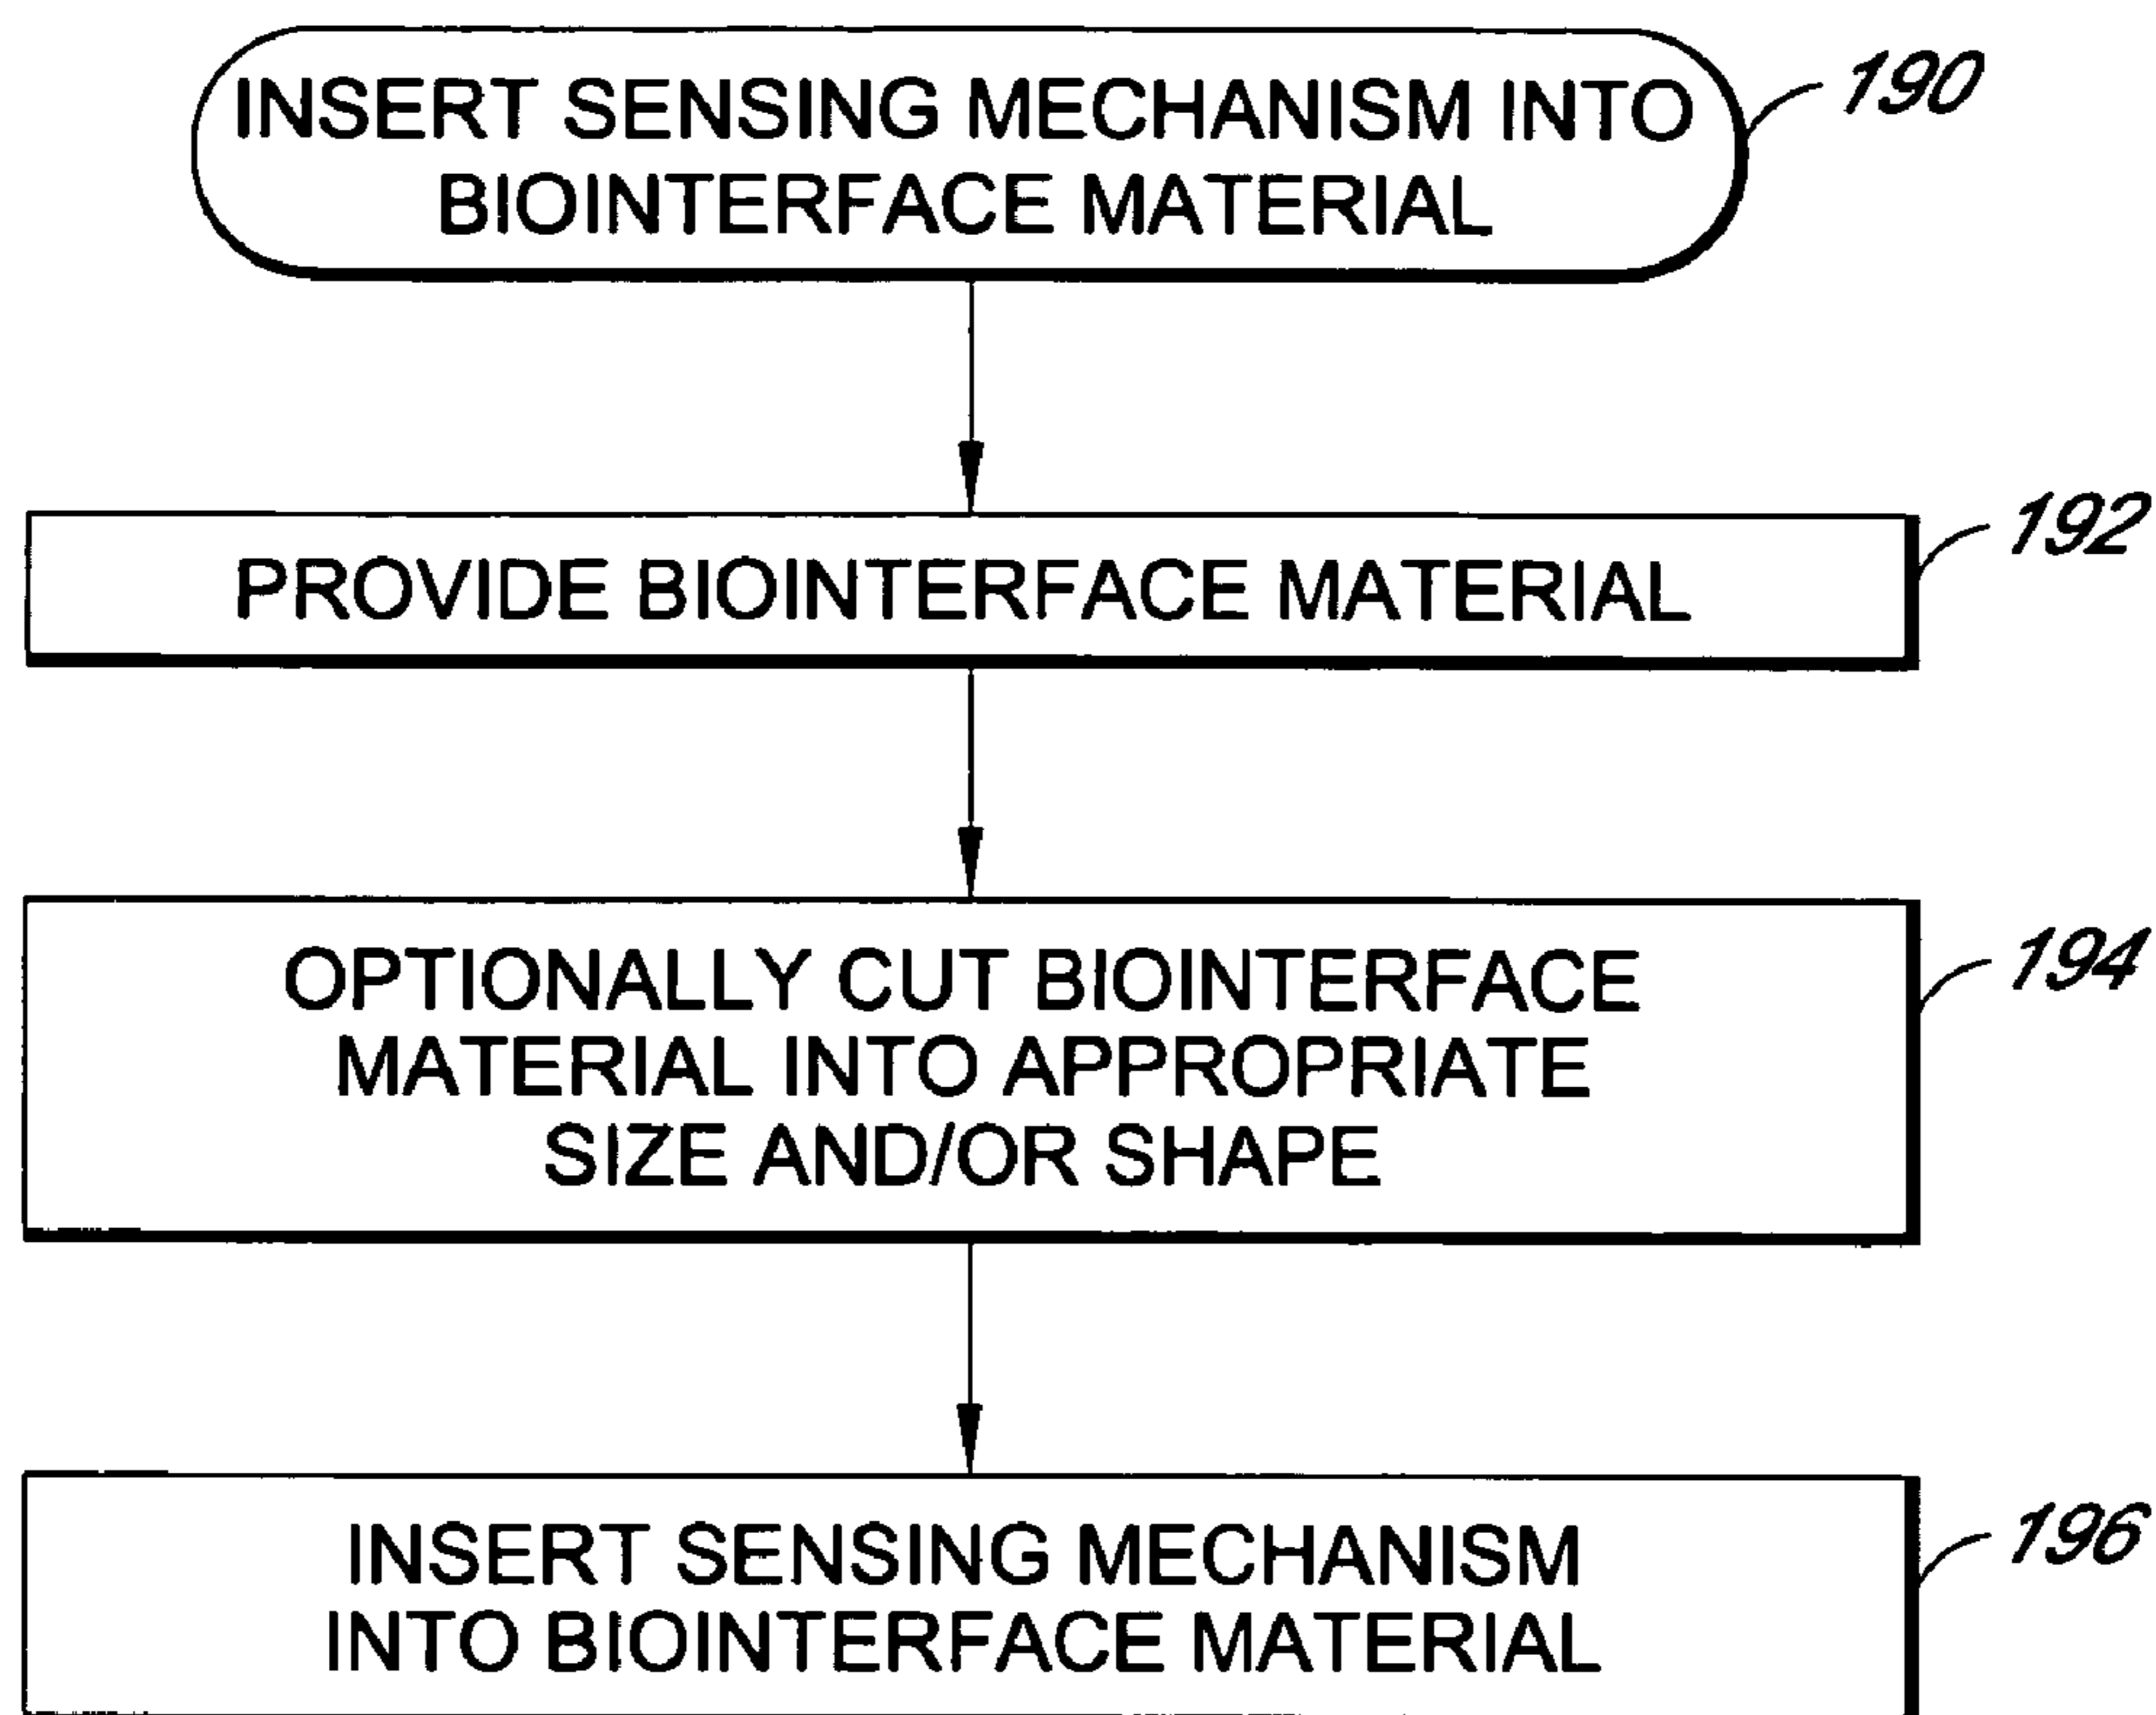 INSERT SENSING MECHANISM INTO
BIOINTERFACE MATERIAL
190
PROVIDE BIOINTERFACE MATERIAL
192
OPTIONALLY CUT BIOINTERFACE
MATERIAL INTO APPROPRIATE
SIZE AND/OR SHAPE
194
INSERT SENSING MECHANISM
INTO BIOINTERFACE MATERIAL
196